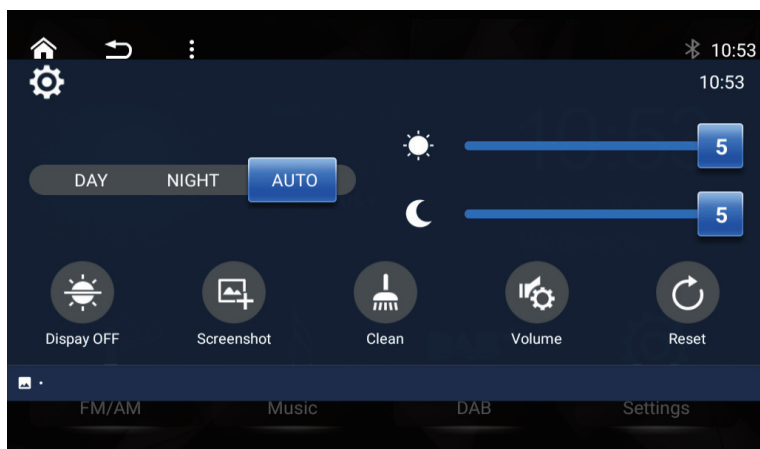 10:53
10:53
5
DAY NIGHT AUTO
5
Dispay OFF Screenshot Clean Volume Reset
FM/AM Music DAB Settings